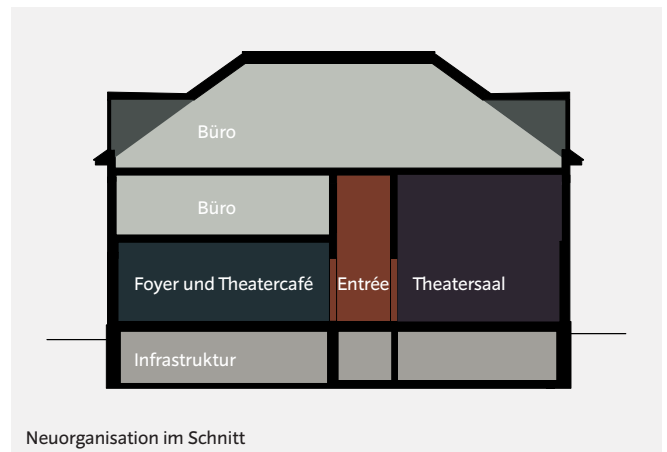 Büro
Büro
Foyer und Theatercafé
Entrée
Theatersaal
Infrastruktur
Neuorganisation im Schnitt